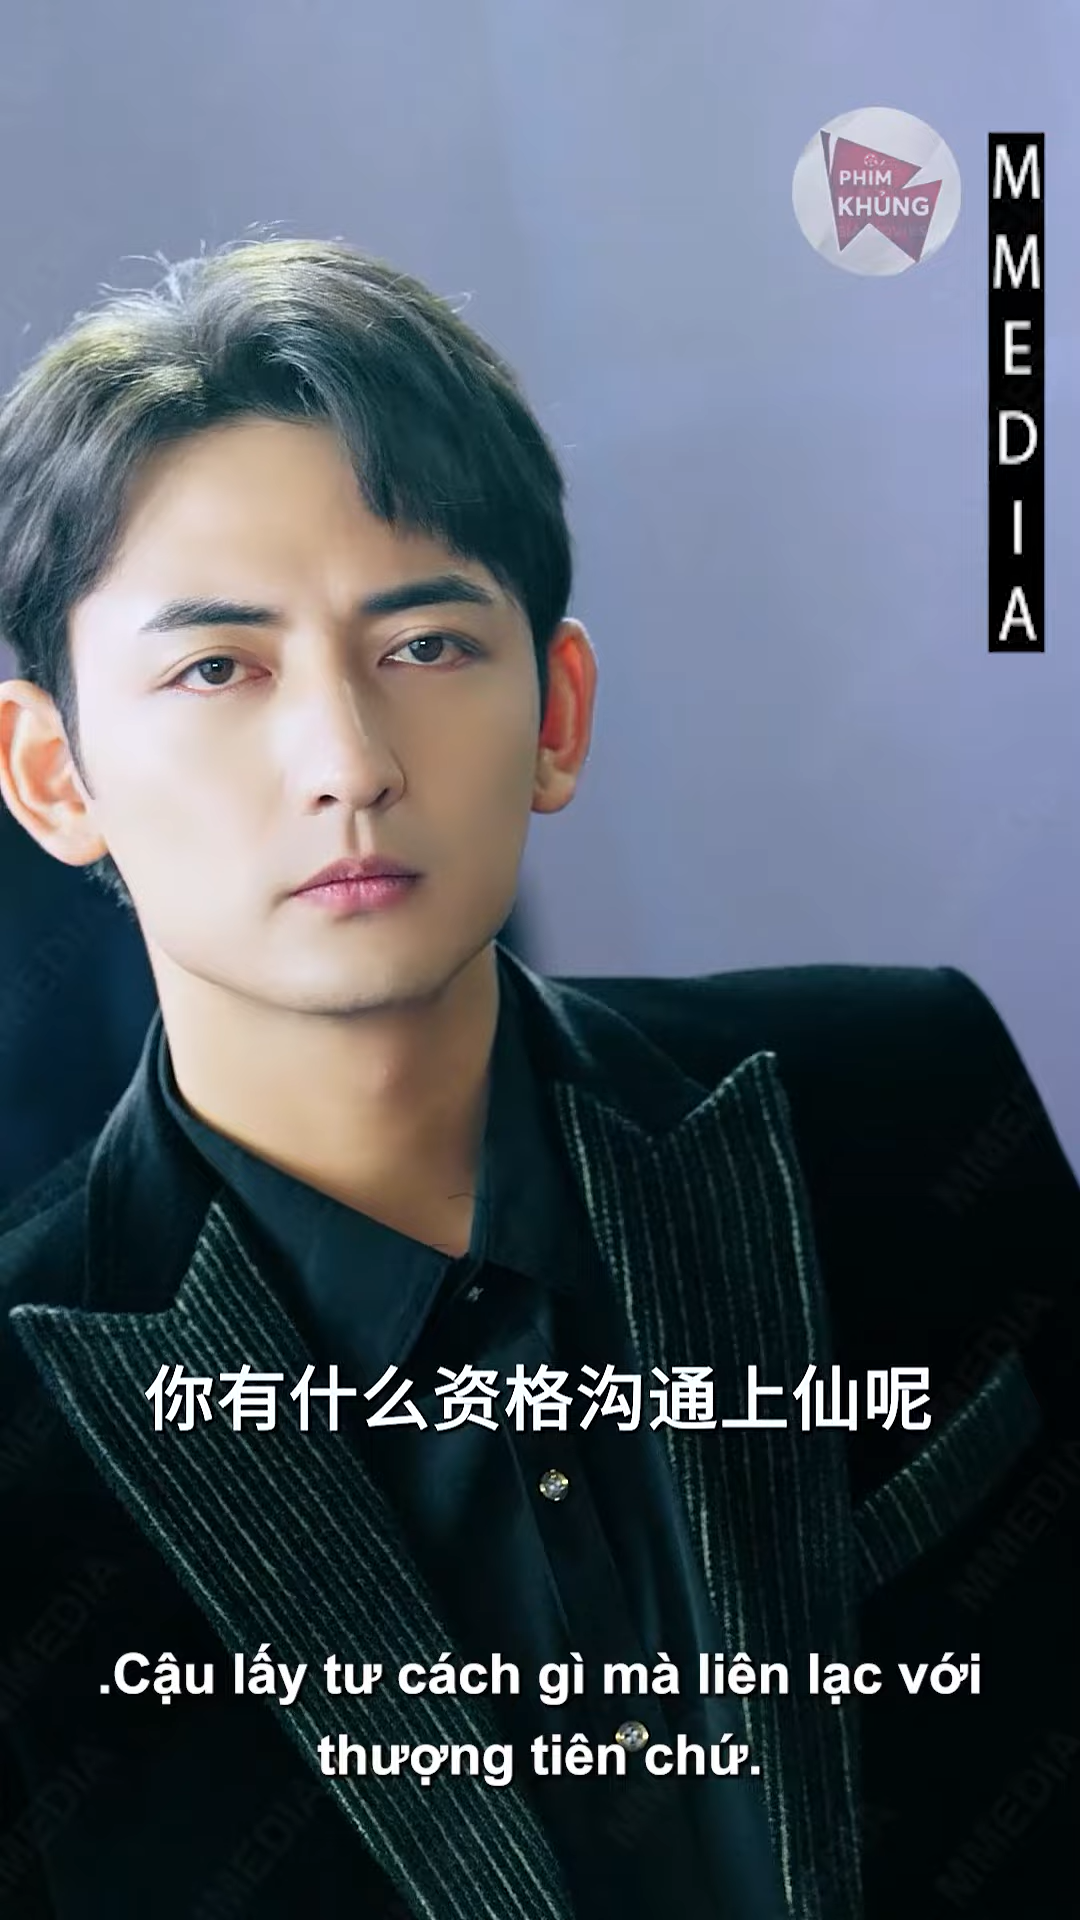 PHIM
KHỦNG
MMEDIA
你有什么资格沟通上仙呢
.Cậu lấy tư cách gì mà liên lạc với
thượng tiên chứ.